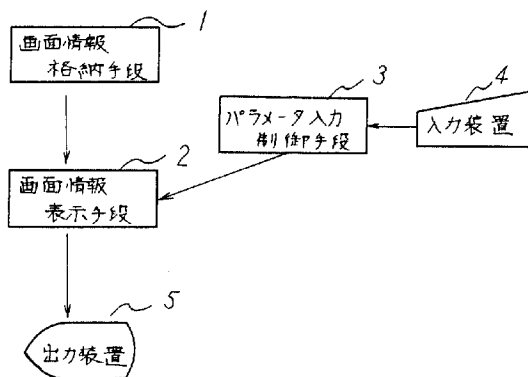 1
画面情報
格納手段
3
パラメータ入力
制御手段
4
入力装置
2
画面情報
表示手段
5
出力装置